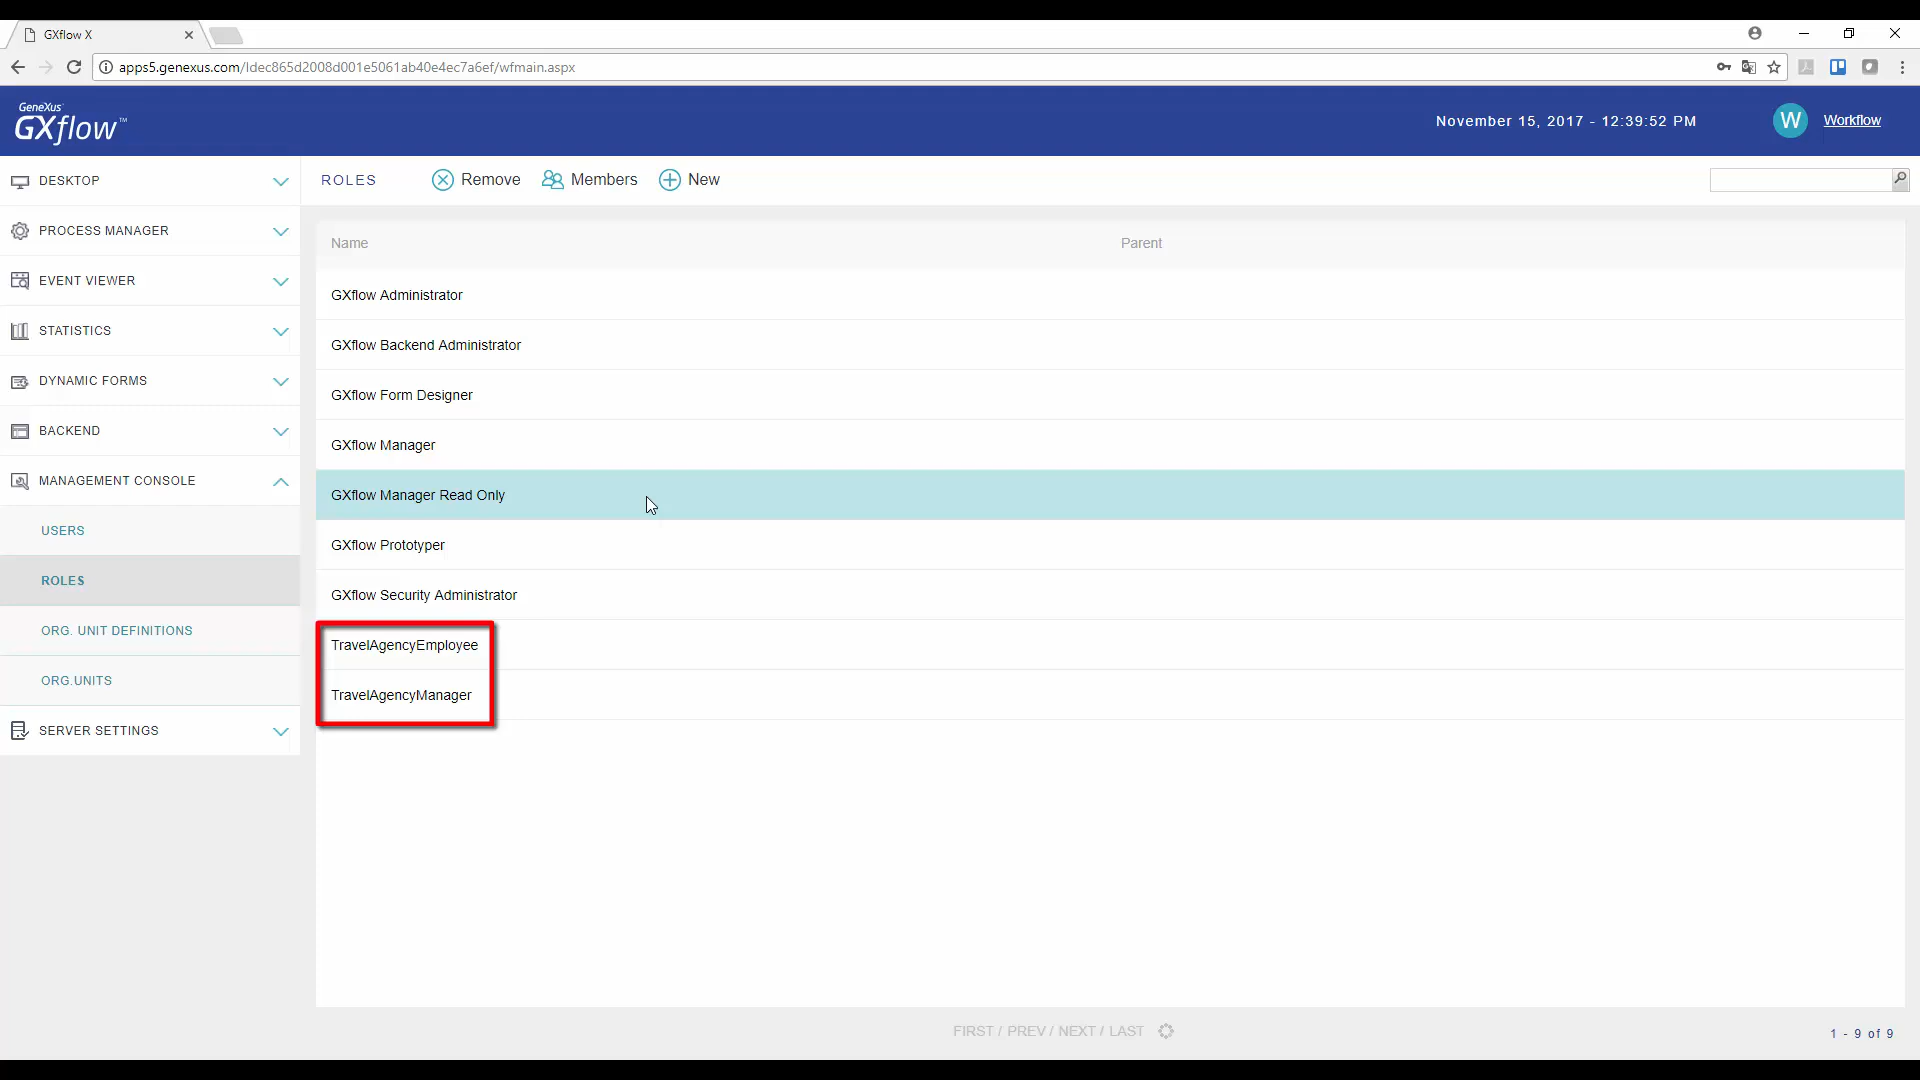 GXflow X
apps5.genexus.com/Idec865d2008d001e5061ab40e4ec7a6ef/wfmain.aspx
GeneXus
GXflow™
November 15, 2017 - 12:39:52 PM
W
Workflow
DESKTOP
PROCESS MANAGER
EVENT VIEWER
STATISTICS
DYNAMIC FORMS
BACKEND
MANAGEMENT CONSOLE
USERS
ROLES
ORG. UNIT DEFINITIONS
ORG.UNITS
SERVER SETTINGS
ROLES Remove Members New
Name Parent
GXflow Administrator
GXflow Backend Administrator
GXflow Form Designer
GXflow Manager
GXflow Manager Read Only
GXflow Prototyper
GXflow Security Administrator
TravelAgencyEmployee
TravelAgencyManager
FIRST / PREV / NEXT / LAST
1 - 9 of 9